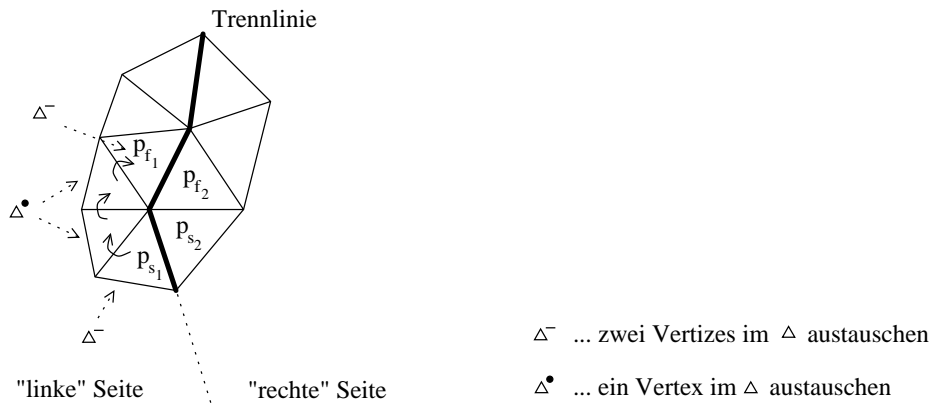 Trennlinie
△⁻
p_f₁
p_f₂
△•
p_s₂
p_s₁
△⁻
△⁻ ... zwei Vertizes im △ austauschen
"linke" Seite
"rechte" Seite
△• ... ein Vertex im △ austauschen